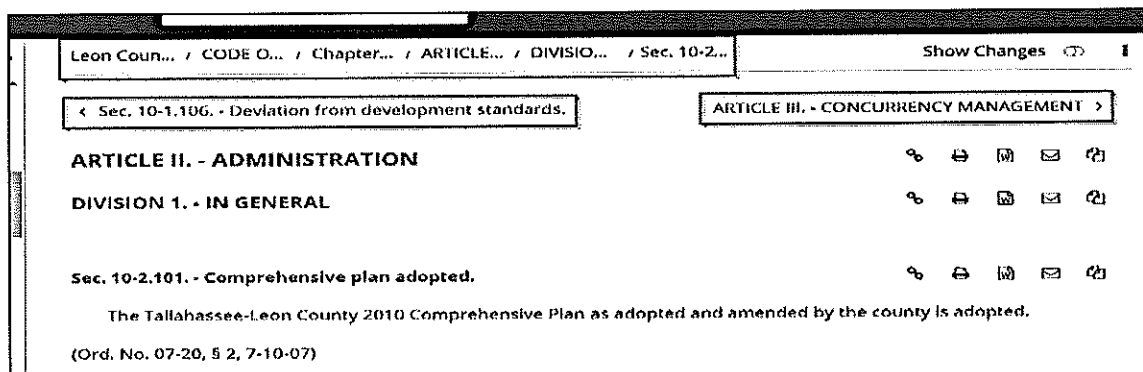 Leon Coun... / CODE O... / Chapter... / ARTICLE... / DIVISIO... / Sec. 10-2...
Show Changes
< Sec. 10-1.106. - Deviation from development standards.
ARTICLE III. - CONCURRENCY MANAGEMENT >
ARTICLE II. - ADMINISTRATION
DIVISION 1. - IN GENERAL
Sec. 10-2.101. - Comprehensive plan adopted.
The Tallahassee-Leon County 2010 Comprehensive Plan as adopted and amended by the county is adopted.
(Ord. No. 07-20, § 2, 7-10-07)